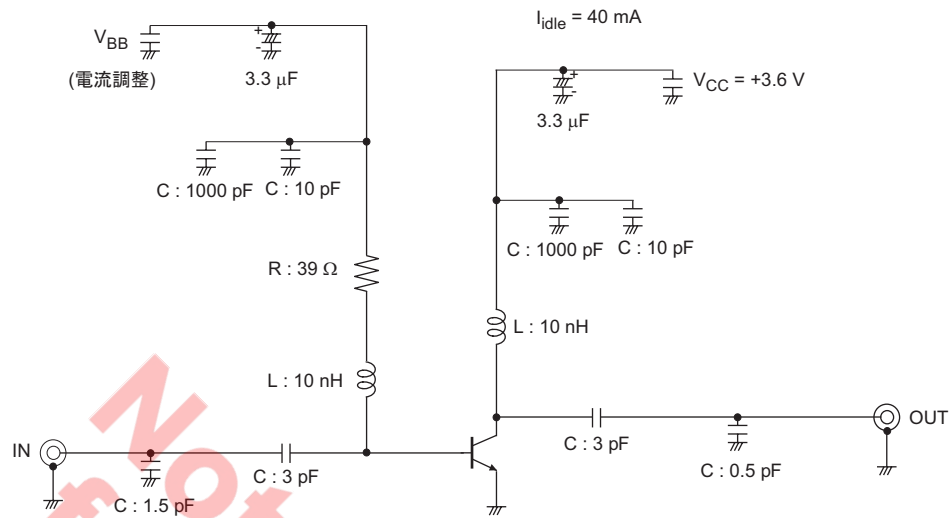 V_BB
(電流調整)
3.3 μF
C : 1000 pF
C : 10 pF
R : 39 Ω
L : 10 nH
IN
C : 1.5 pF
C : 3 pF
I_idle = 40 mA
V_CC = +3.6 V
3.3 μF
C : 1000 pF
C : 10 pF
L : 10 nH
C : 3 pF
C : 0.5 pF
OUT
Not